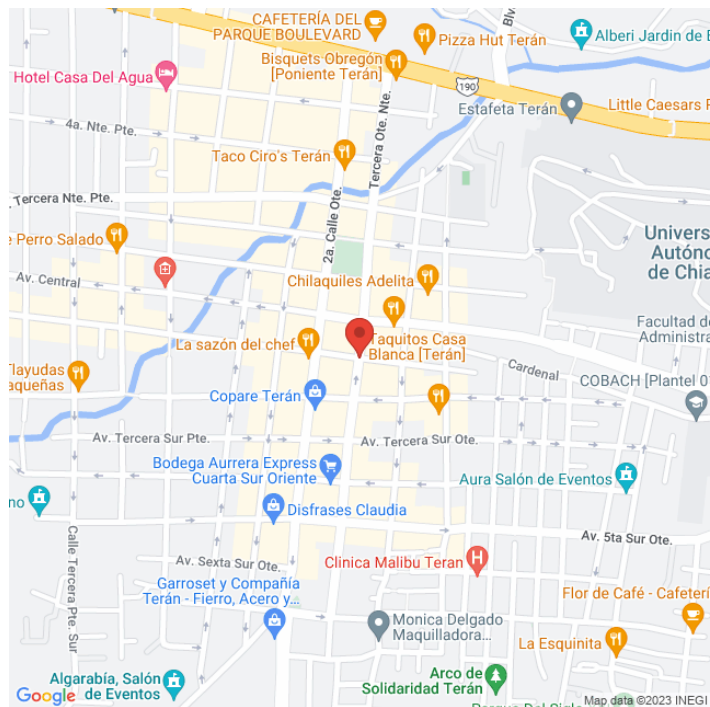 CAFETERÍA DEL
PARQUE BOULEVARD
Pizza Hut Terán
Alberi Jardin de E
Bisquets Obregón
[Poniente Terán]
Hotel Casa Del Agua
190
Estafeta Terán
Little Caesars P
4a. Nte. Pte.
Taco Ciro's Terán
Tercera Ote. Nte.
Tercera Nte. Pte.
2a. Calle Ote.
Perro Salado
Univers
Autónó
de Chia
Av. Central
Chilaquiles Adelita
Taquitos Casa
Blanca [Terán]
Facultad de
Administra
La sazón del chef
Cardenal
layudas
aqueñas
Copare Terán
COBACH [Plantel 01
Av. Tercera Sur Pte.
Av. Tercera Sur Ote.
Bodega Aurrera Express
Cuarta Sur Oriente
Aura Salón de Eventos
no
Disfrases Claudia
Av. 5ta Sur Ote.
Calle Tercera Pte. Sur
Av. Sexta Sur Ote.
Clinica Malibu Teran
Garroset y Compañía
Terán - Fierro, Acero y...
Flor de Café - Cafeterí
Monica Delgado
Maquilladora...
La Esquinita
Algarabía, Salón
de Eventos
Arco de
Solidaridad Terán
Google
Map data ©2023 INEGI